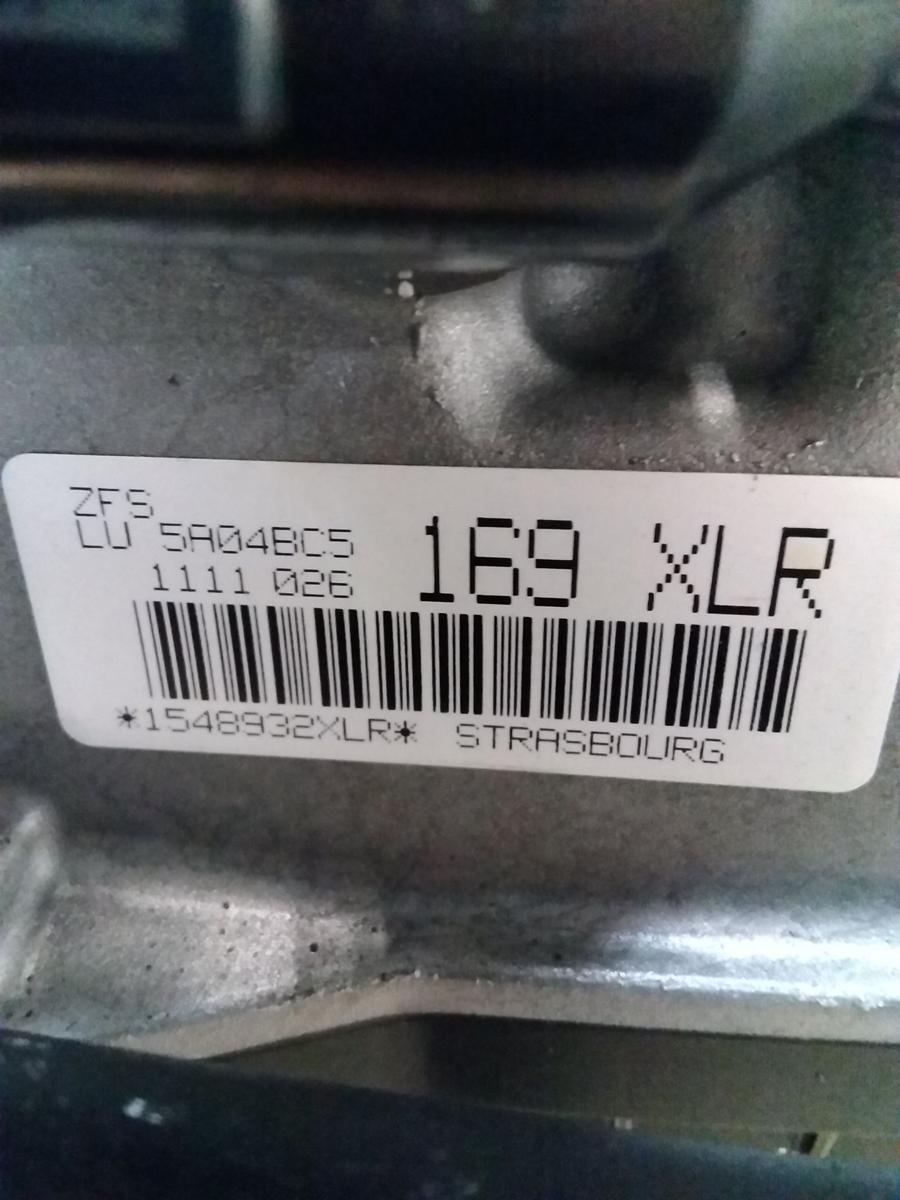 ZFS
LU 5A04BC5
1111 026
169 XLR
*1548932XLR* STRASBOURG